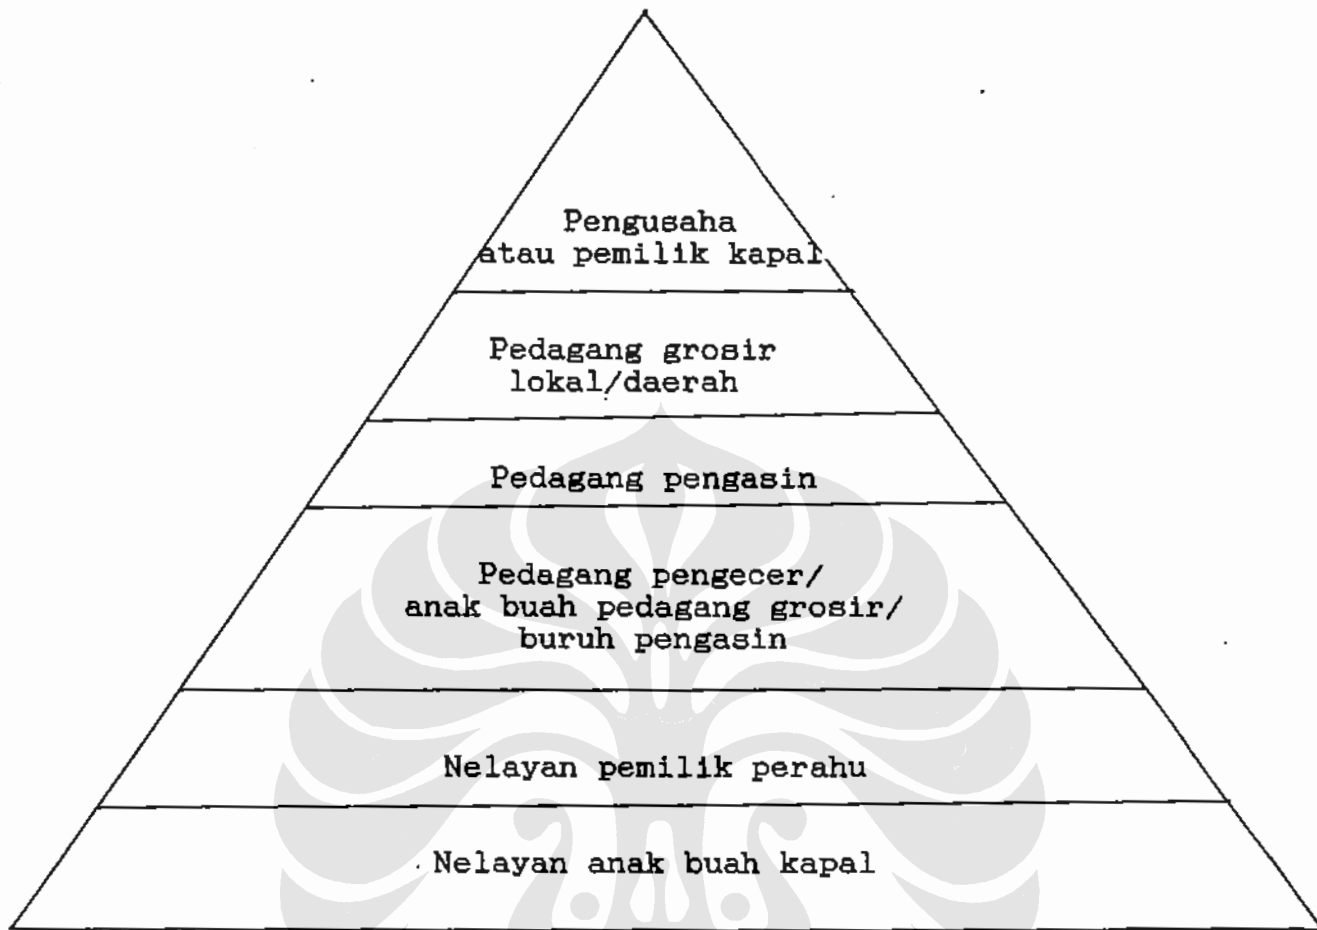 Pengusaha
atau pemilik kapal
Pedagang grosir
lokal/daerah
Pedagang pengasin
Pedagang pengecer/
anak buah pedagang grosir/
buruh pengasin
Nelayan pemilik perahu
Nelayan anak buah kapal